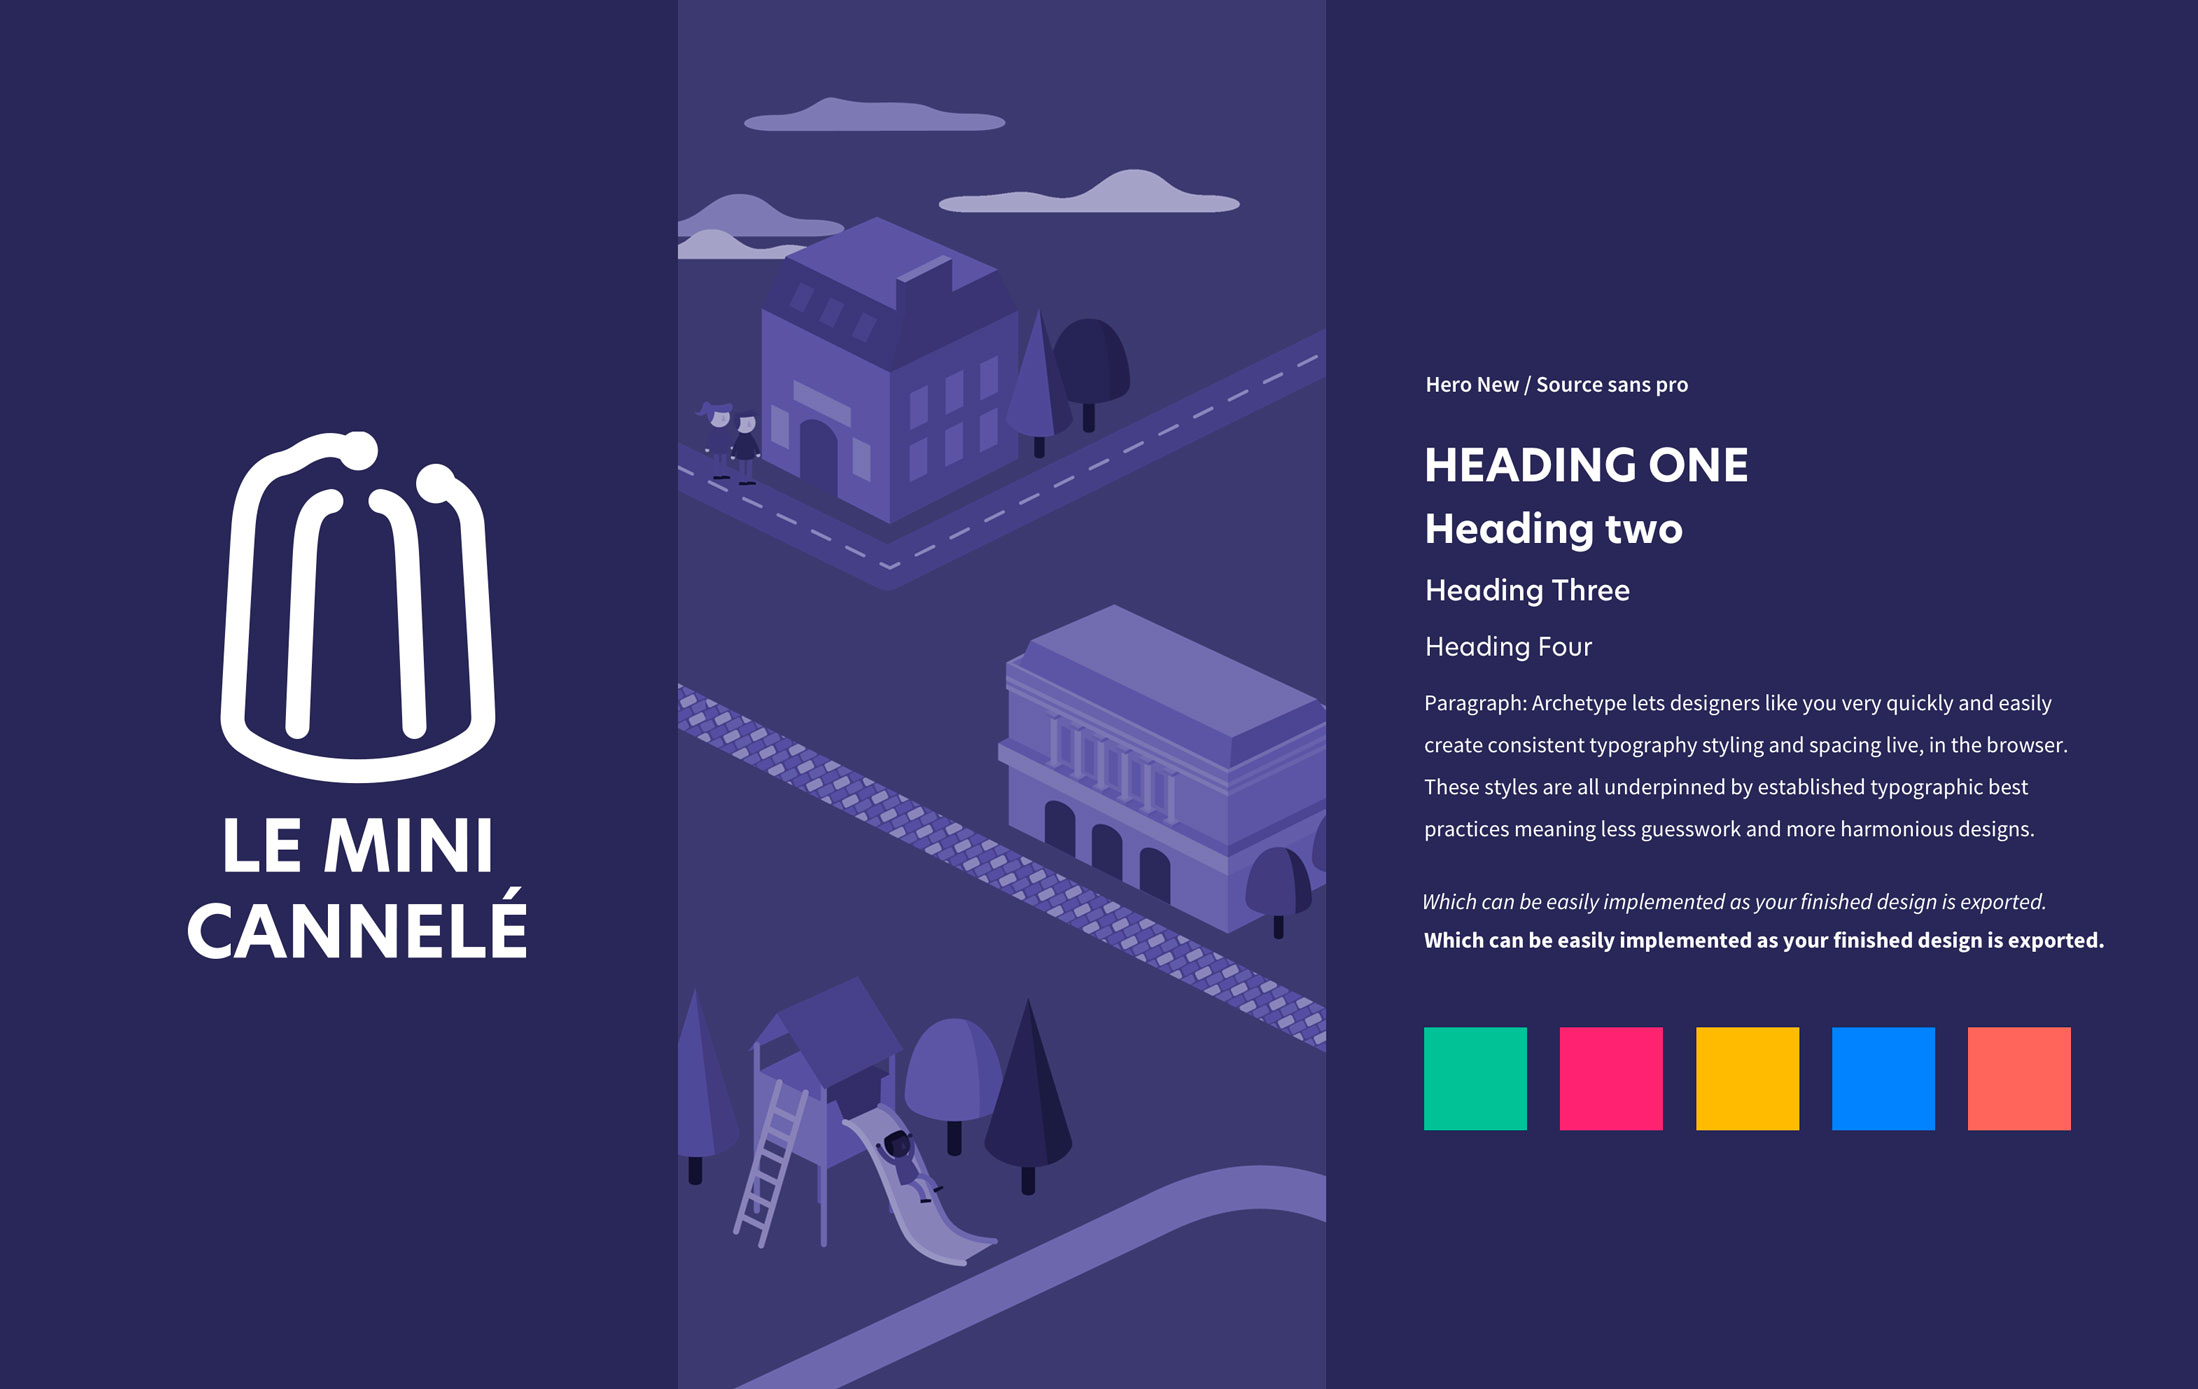 LE MINI
CANNELÉ
Hero New / Source sans pro
HEADING ONE
Heading two
Heading Three
Heading Four
Paragraph: Archetype lets designers like you very quickly and easily
create consistent typography styling and spacing live, in the browser.
These styles are all underpinned by established typographic best
practices meaning less guesswork and more harmonious designs.
Which can be easily implemented as your finished design is exported.
Which can be easily implemented as your finished design is exported.